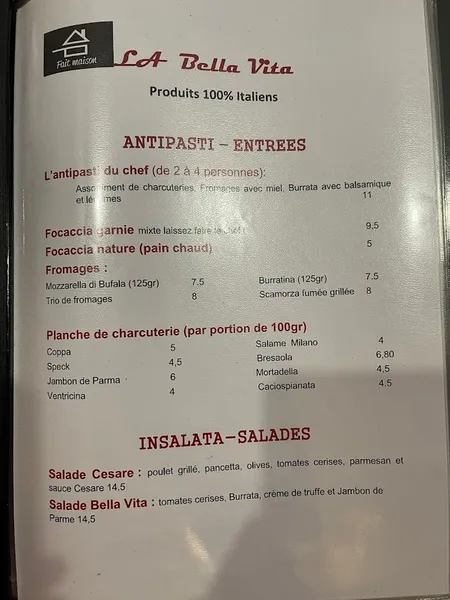 Fait maison
LA Bella Vita
Produits 100% Italiens
ANTIPASTI – ENTREES
L'antipasti du chef (de 2 à 4 personnes):
Assortiment de charcuteries, Fromages avec miel, Burrata avec balsamique
et légumes 11
Focaccia garnie mixte laissez faire le chef 9,5
Focaccia nature (pain chaud) 5
Fromages :
Mozzarella di Bufala (125gr) 7.5 Burratina (125gr) 7.5
Trio de fromages 8 Scamorza fumée grillée 8
Planche de charcuterie (par portion de 100gr)
Coppa 5 Salame Milano 4
Speck 4,5 Bresaola 6,80
Jambon de Parma 6 Mortadella 4,5
Ventricina 4 Caciospianata 4.5
INSALATA–SALADES
Salade Cesare : poulet grillé, pancetta, olives, tomates cerises, parmesan et
sauce Cesare 14.5
Salade Bella Vita : tomates cerises, Burrata, crème de truffe et Jambon de
Parme 14,5